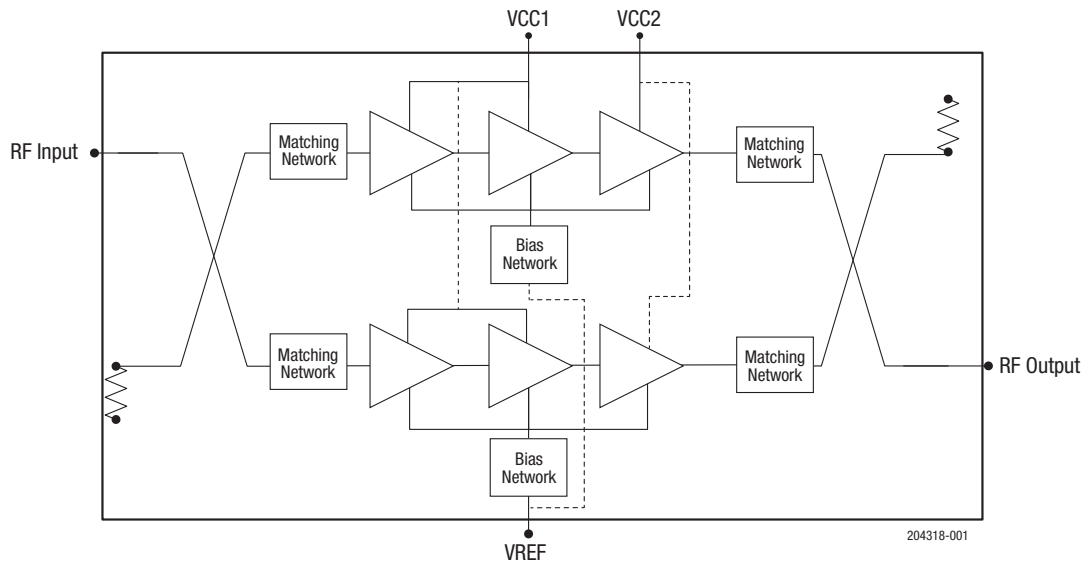 VCC1
VCC2
RF Input
Matching
Network
Matching
Network
Bias
Network
Matching
Network
Matching
Network
RF Output
Bias
Network
VREF
204318-001